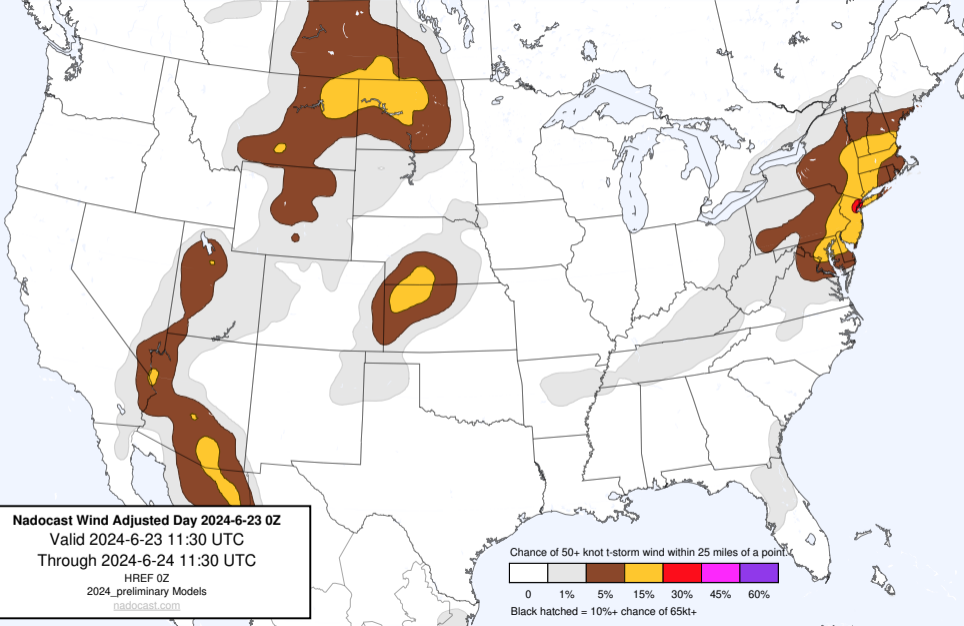 Nadocast Wind Adjusted Day 2024-6-23 0Z
Valid 2024-6-23 11:30 UTC
Through 2024-6-24 11:30 UTC
HREF 0Z
2024_preliminary Models
nadocast.com
Chance of 50+ knot t-storm wind within 25 miles of a point.
0 1% 5% 15% 30% 45% 60%
Black hatched = 10%+ chance of 65kt+